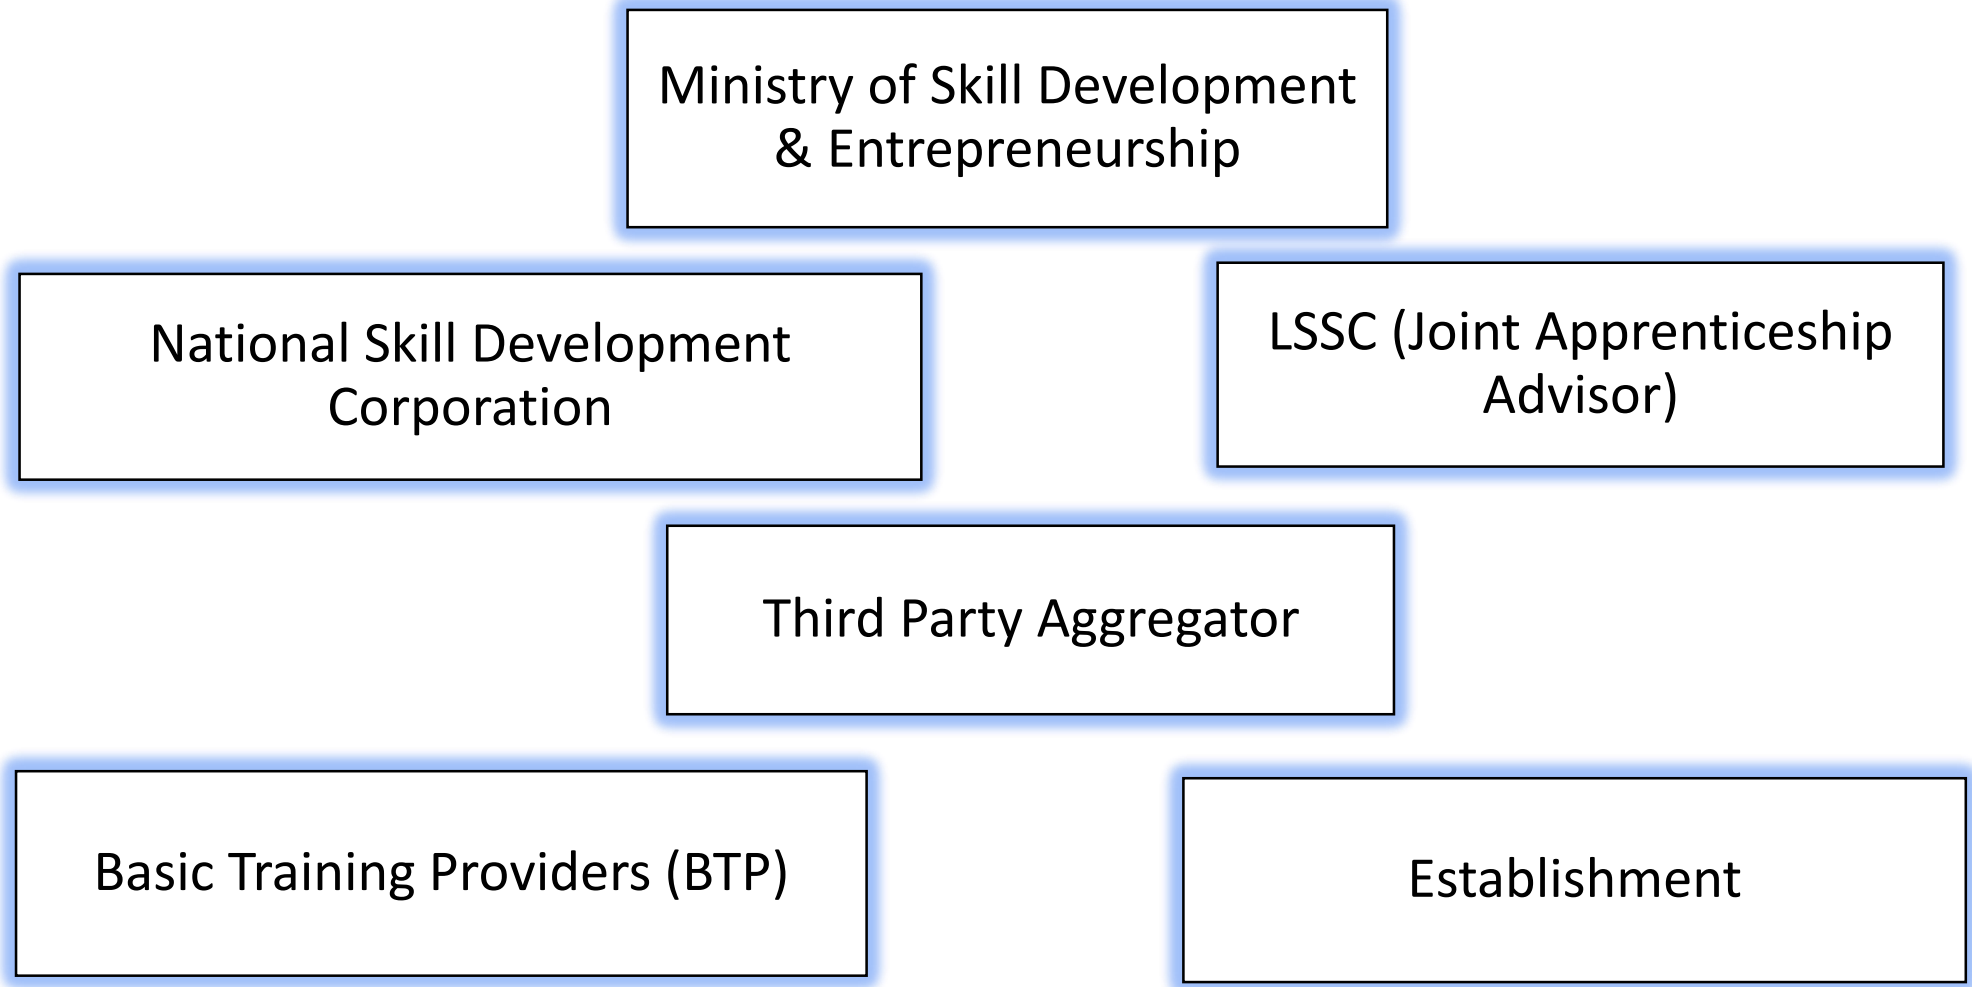 Ministry of Skill Development
& Entrepreneurship
National Skill Development
Corporation
LSSC (Joint Apprenticeship
Advisor)
Third Party Aggregator
Basic Training Providers (BTP)
Establishment